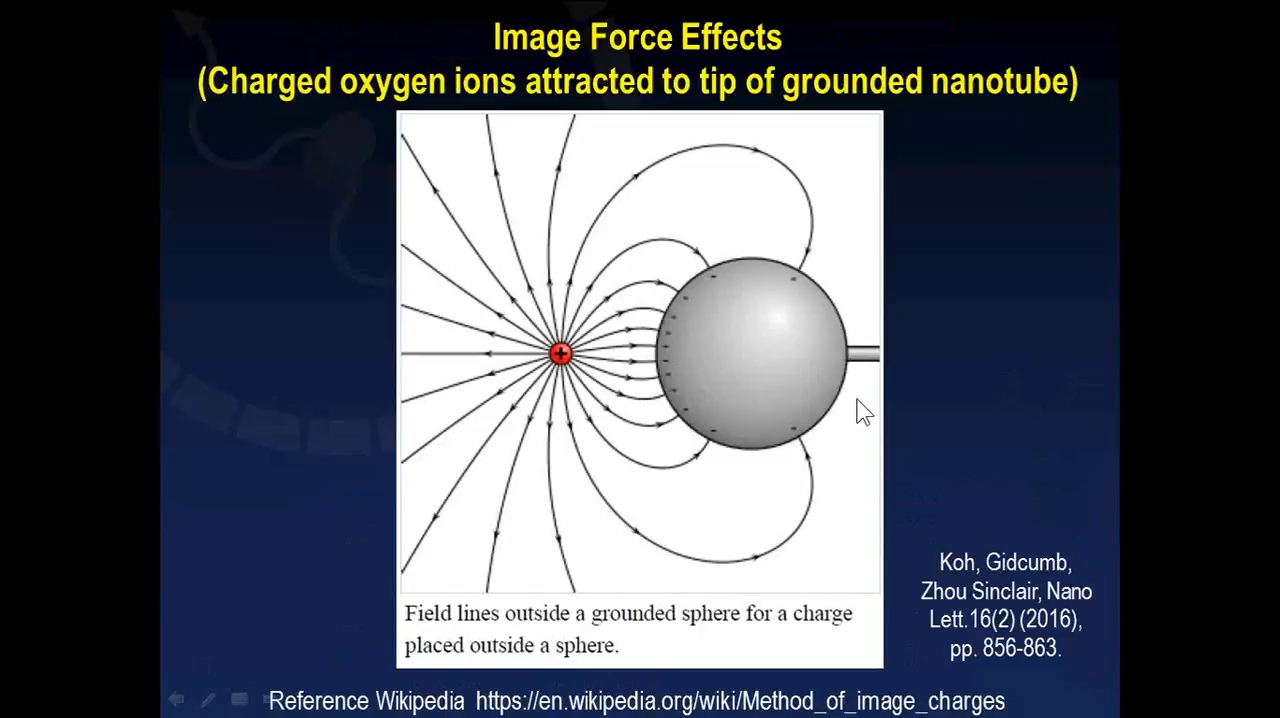 Image Force Effects
(Charged oxygen ions attracted to tip of grounded nanotube)
+
Field lines outside a grounded sphere for a charge
placed outside a sphere.
Koh, Gidcumb,
Zhou Sinclair, Nano
Lett.16(2) (2016),
pp. 856-863.
Reference Wikipedia https://en.wikipedia.org/wiki/Method_of_image_charges